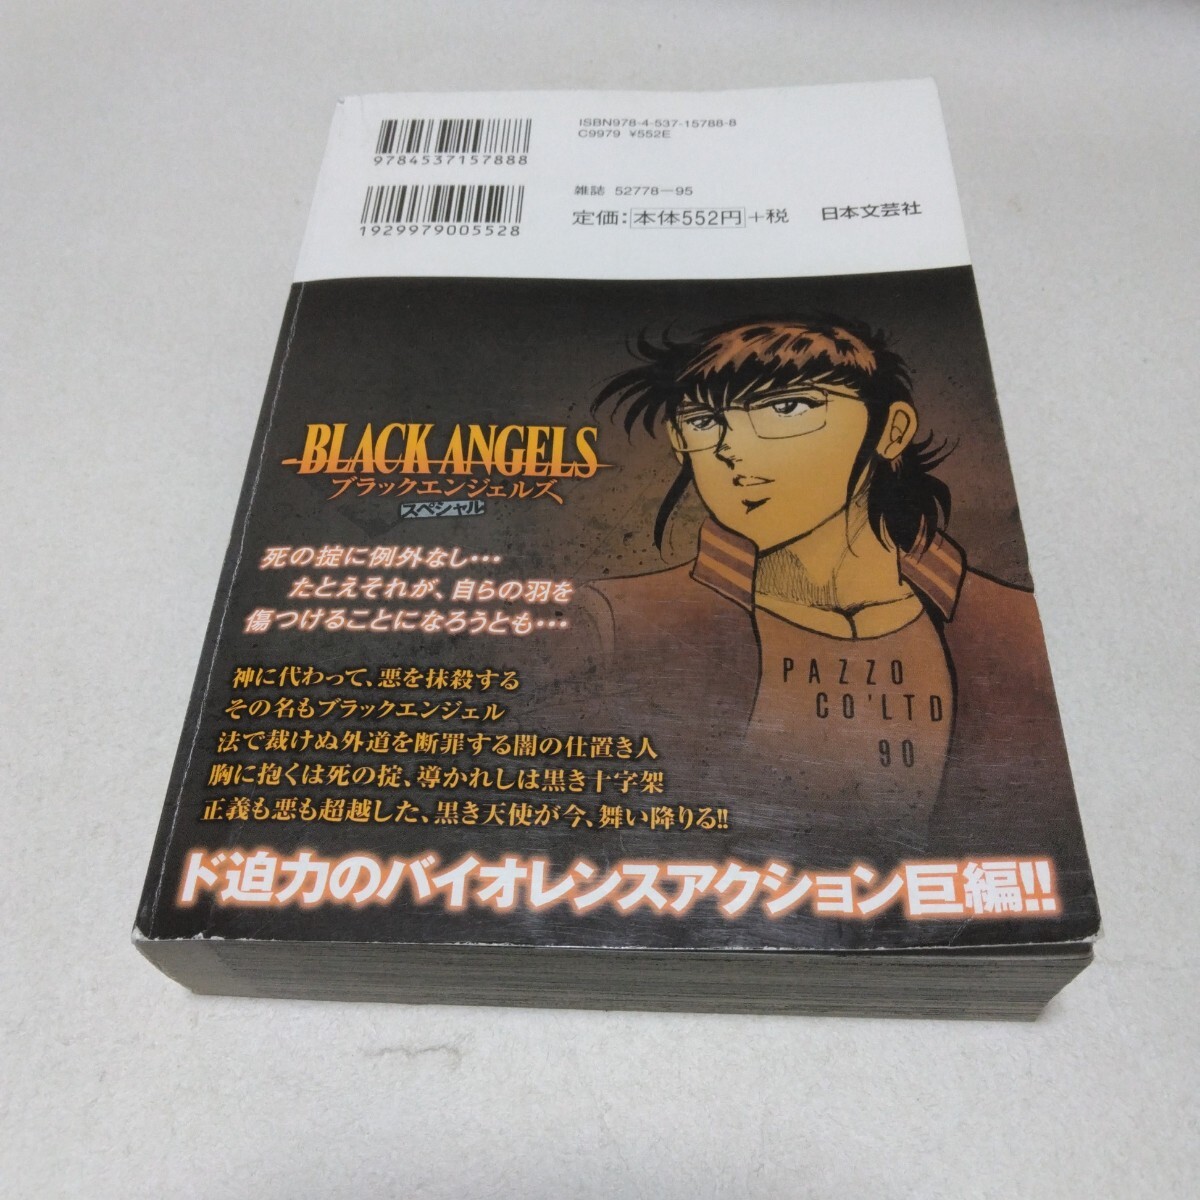 9784537157888
ISBN978-4-537-15788-8
C9979 ¥552E
1929979005528
雑誌 52778-95
定価:本体552円+税 日本文芸社
BLACK ANGELS
ブラックエンジェルズ
スペシャル
死の掟に例外なし…
たとえそれが、自らの羽を
傷つけることになろうとも…
神に代わって、悪を抹殺する
その名もブラックエンジェル
法で裁けぬ外道を断罪する闇の仕置き人
胸に抱くは死の掟、導かれしは黒き十字架
正義も悪も超越した、黒き天使が今、舞い降りる!!
ド迫力のバイオレンスアクション巨編!!
PAZZO
CO'LTD
90